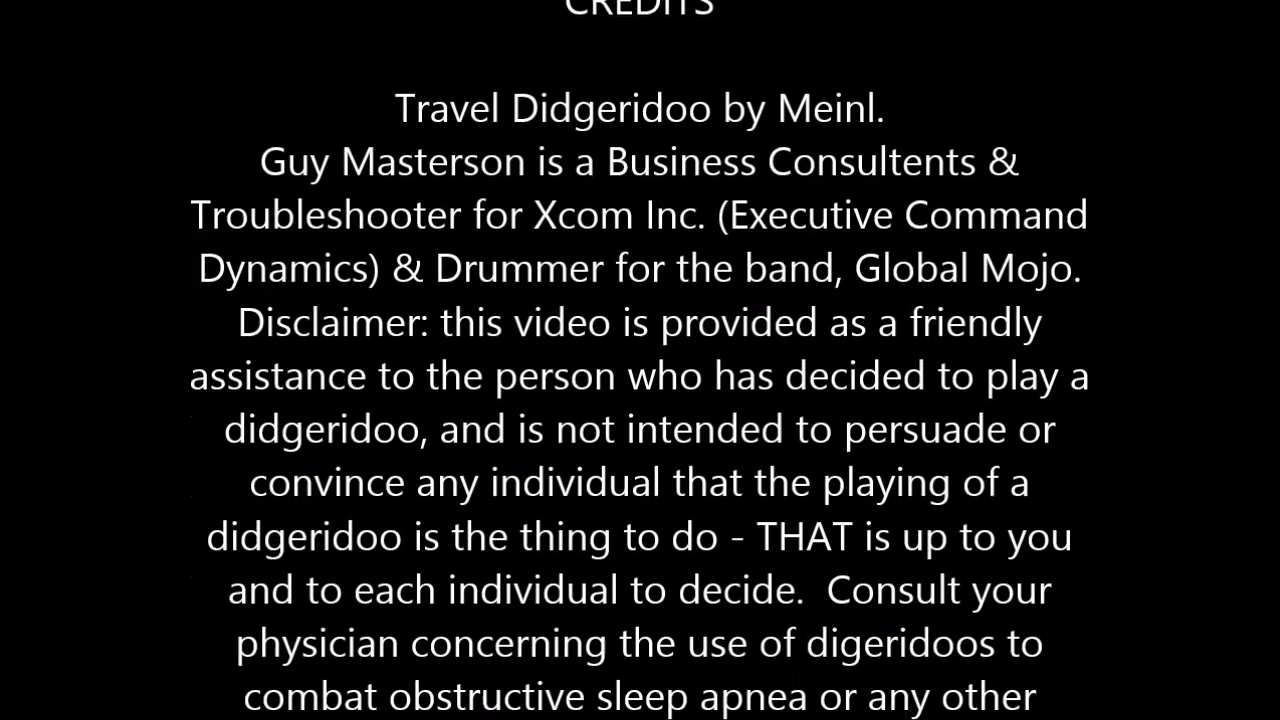 CREDITS
Travel Didgeridoo by Meinl.
Guy Masterson is a Business Consultents &
Troubleshooter for Xcom Inc. (Executive Command
Dynamics) & Drummer for the band, Global Mojo.
Disclaimer: this video is provided as a friendly
assistance to the person who has decided to play a
didgeridoo, and is not intended to persuade or
convince any individual that the playing of a
didgeridoo is the thing to do - THAT is up to you
and to each individual to decide.  Consult your
physician concerning the use of digeridoos to
combat obstructive sleep apnea or any other